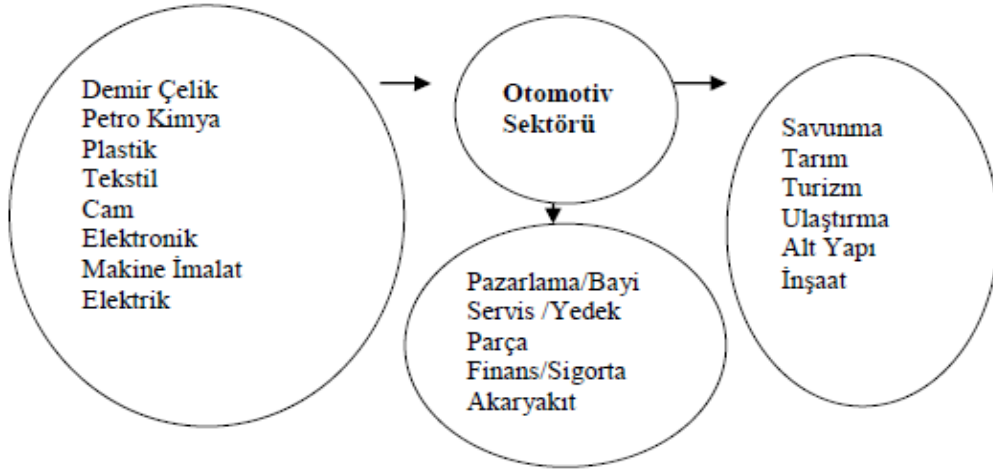 Demir Çelik
Petro Kimya
Plastik
Tekstil
Cam
Elektronik
Makine İmalat
Elektrik
Otomotiv
Sektörü
Pazarlama/Bayi
Servis /Yedek
Parça
Finans/Sigorta
Akaryakıt
Savunma
Tarım
Turizm
Ulaştırma
Alt Yapı
İnşaat